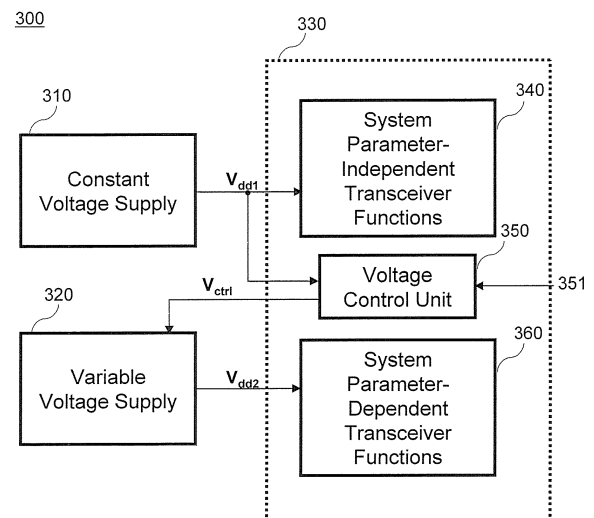 300
330
310
340
Constant
Voltage Supply
Vdd1
System
Parameter-
Independent
Transceiver
Functions
350
Voltage
Control Unit
351
Vctrl
320
360
Variable
Voltage Supply
Vdd2
System
Parameter-
Dependent
Transceiver
Functions